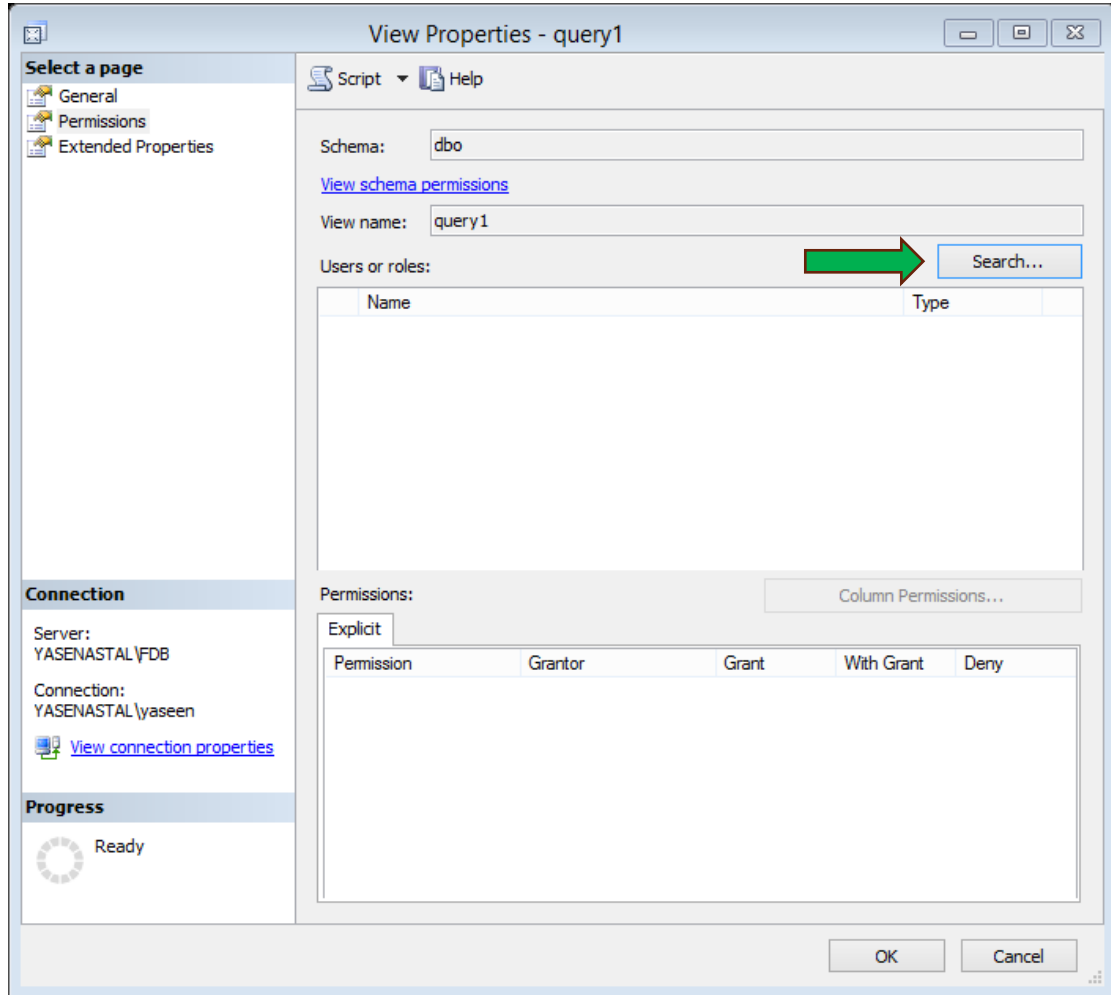 View Properties - query1
Select a page
General
Permissions
Extended Properties
Script Help
Schema: dbo
View schema permissions
View name: query1
Users or roles: Search...
Name Type
Connection
Server:
YASENASTAL\FDB
Connection:
YASENASTAL\yaseen
View connection properties
Progress
Ready
Permissions: Column Permissions...
Explicit
Permission Grantor Grant With Grant Deny
OK Cancel